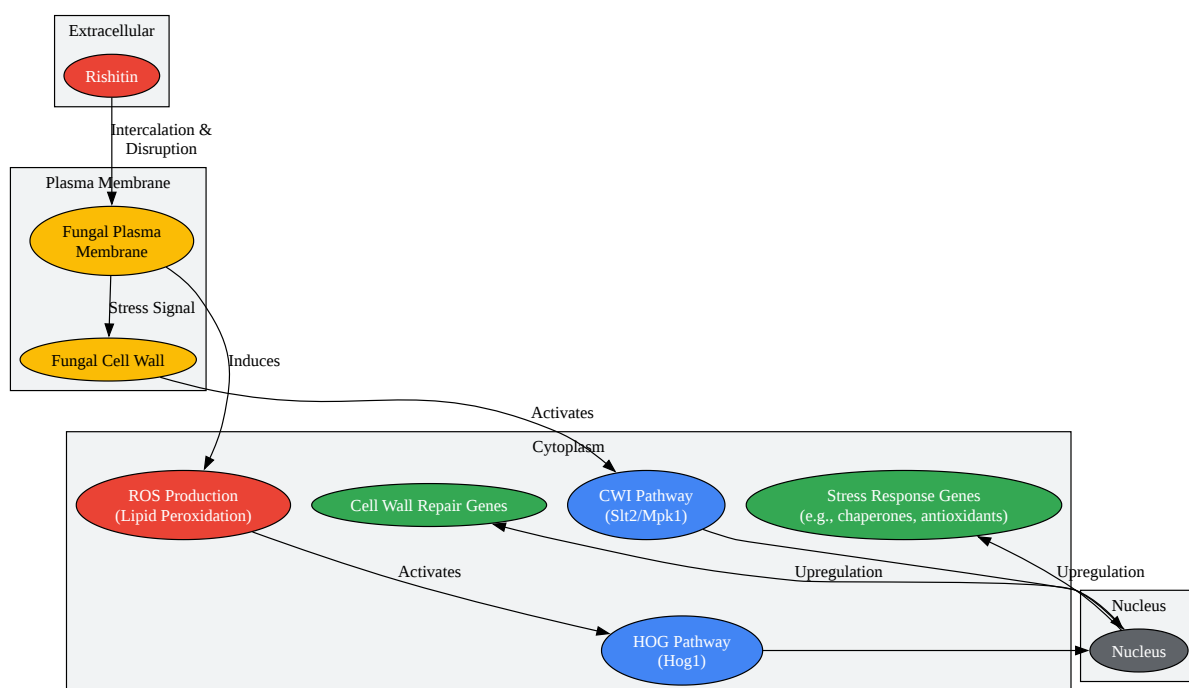 Extracellular
Rishitin
Intercalation &
Disruption
Plasma Membrane
Fungal Plasma
Membrane
Stress Signal
Fungal Cell Wall
Induces
Activates
Cytoplasm
ROS Production
(Lipid Peroxidation)
Cell Wall Repair Genes
CWI Pathway
(Slt2/Mpk1)
Stress Response Genes
(e.g., chaperones, antioxidants)
Activates
Upregulation
Upregulation
HOG Pathway
(Hog1)
Nucleus
Nucleus